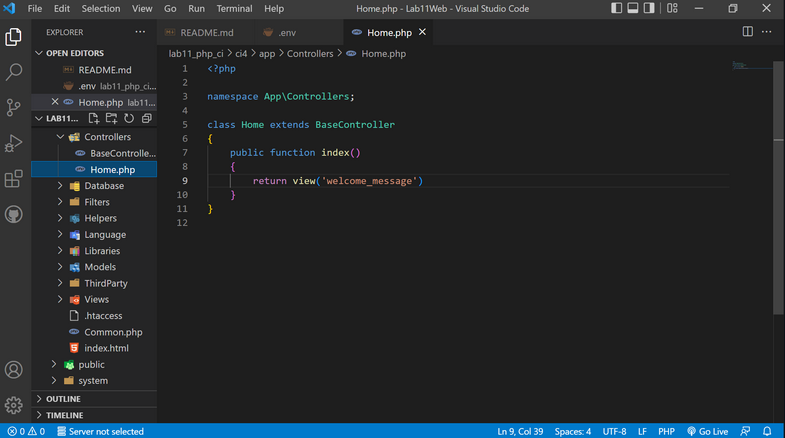 File Edit Selection View Go Run Terminal Help Home.php - Lab11Web - Visual Studio Code
EXPLORER ···
README.md .env Home.php
OPEN EDITORS
README.md
.env lab11_php_ci...
Home.php lab11...
LAB11...
Controllers
BaseControlle...
Home.php
Database
Filters
Helpers
Language
Libraries
Models
ThirdParty
Views
.htaccess
Common.php
index.html
public
system
OUTLINE
TIMELINE
lab11_php_ci > ci4 > app > Controllers > Home.php
1 <?php
2
3 namespace App\Controllers;
4
5 class Home extends BaseController
6 {
7 public function index()
8 {
9 return view('welcome_message')
10 }
11 }
12
0 0 Server not selected Ln 9, Col 39 Spaces: 4 UTF-8 LF PHP Go Live